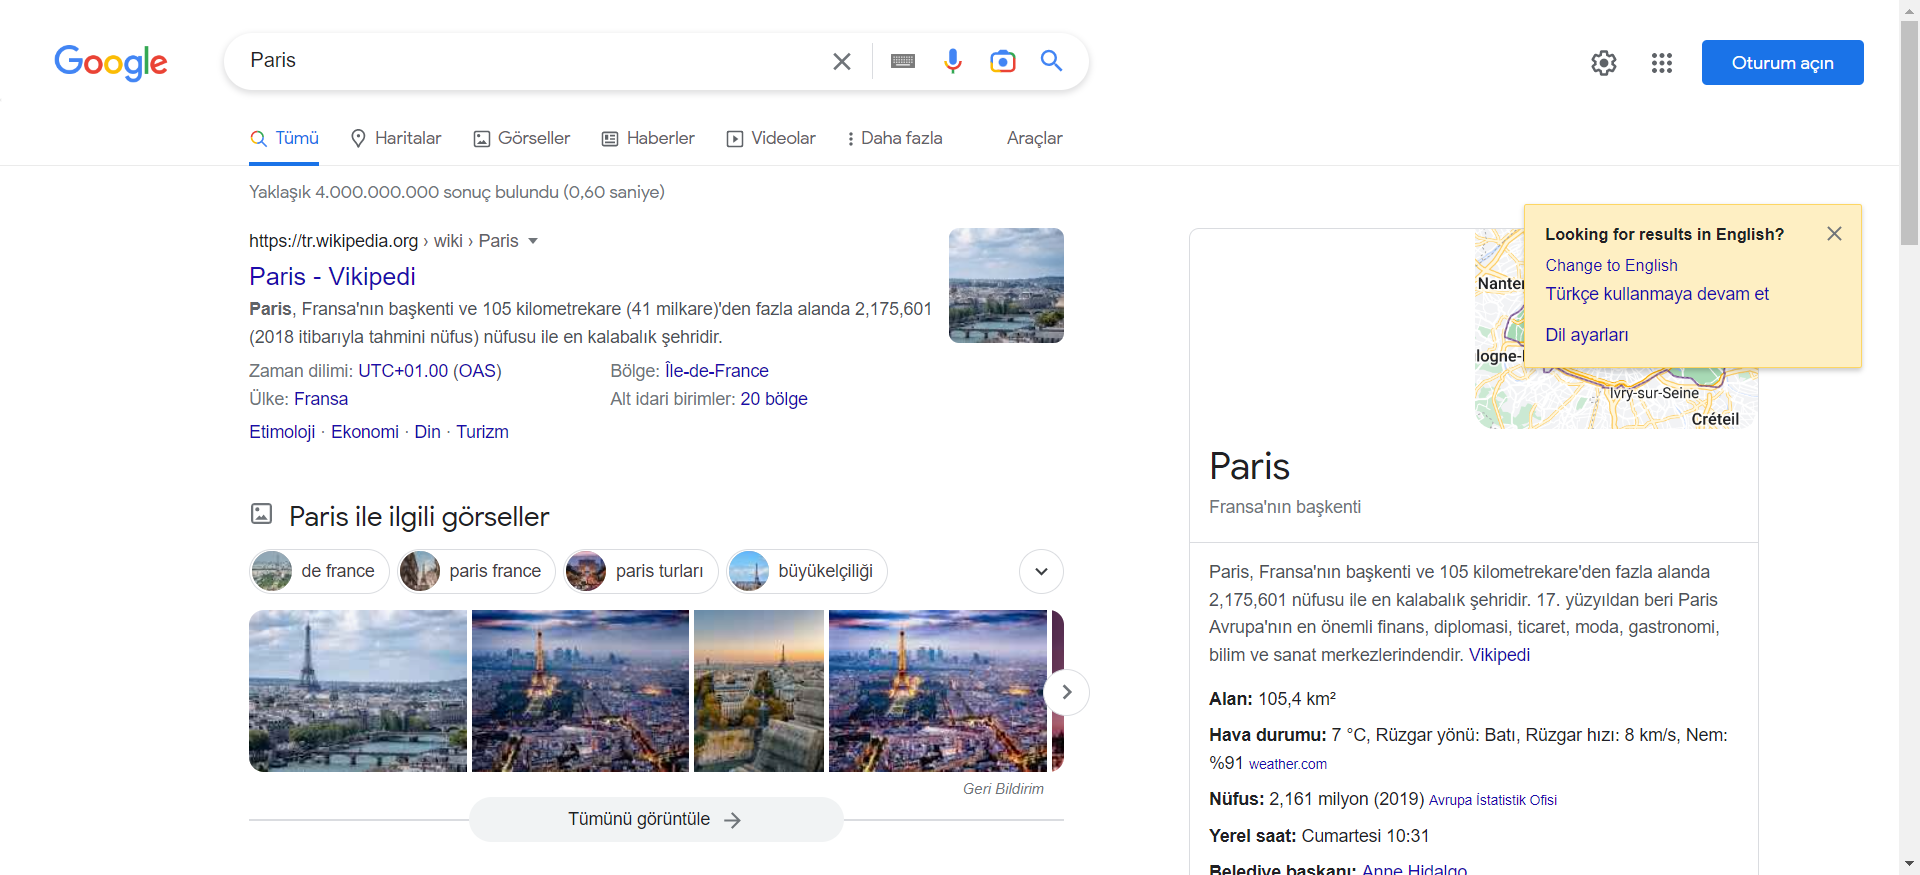 Google
Paris
Oturum açın
Tümü
Haritalar
Görseller
Haberler
Videolar
Daha fazla
Araçlar
Yaklaşık 4.000.000.000 sonuç bulundu (0,60 saniye)
https://tr.wikipedia.org › wiki › Paris
Paris - Vikipedi
Paris, Fransa'nın başkenti ve 105 kilometrekare (41 milkare)'den fazla alanda 2,175,601
(2018 itibarıyla tahmini nüfus) nüfusu ile en kalabalık şehridir.
Zaman dilimi: UTC+01.00 (OAS)
Bölge: Île-de-France
Ülke: Fransa
Alt idari birimler: 20 bölge
Etimoloji · Ekonomi · Din · Turizm
Paris ile ilgili görseller
de france
paris france
paris turları
büyükelçiliği
Geri Bildirim
Tümünü görüntüle
Looking for results in English?
Change to English
Türkçe kullanmaya devam et
Dil ayarları
Ivry-sur-Seine
Créteil
Paris
Fransa'nın başkenti
Paris, Fransa'nın başkenti ve 105 kilometrekare'den fazla alanda
2,175,601 nüfusu ile en kalabalık şehridir. 17. yüzyıldan beri Paris
Avrupa'nın en önemli finans, diplomasi, ticaret, moda, gastronomi,
bilim ve sanat merkezlerindendir. Vikipedi
Alan: 105,4 km²
Hava durumu: 7 °C, Rüzgar yönü: Batı, Rüzgar hızı: 8 km/s, Nem:
%91 weather.com
Nüfus: 2,161 milyon (2019) Avrupa İstatistik Ofisi
Yerel saat: Cumartesi 10:31
Belediye başkanı: Anne Hidalgo